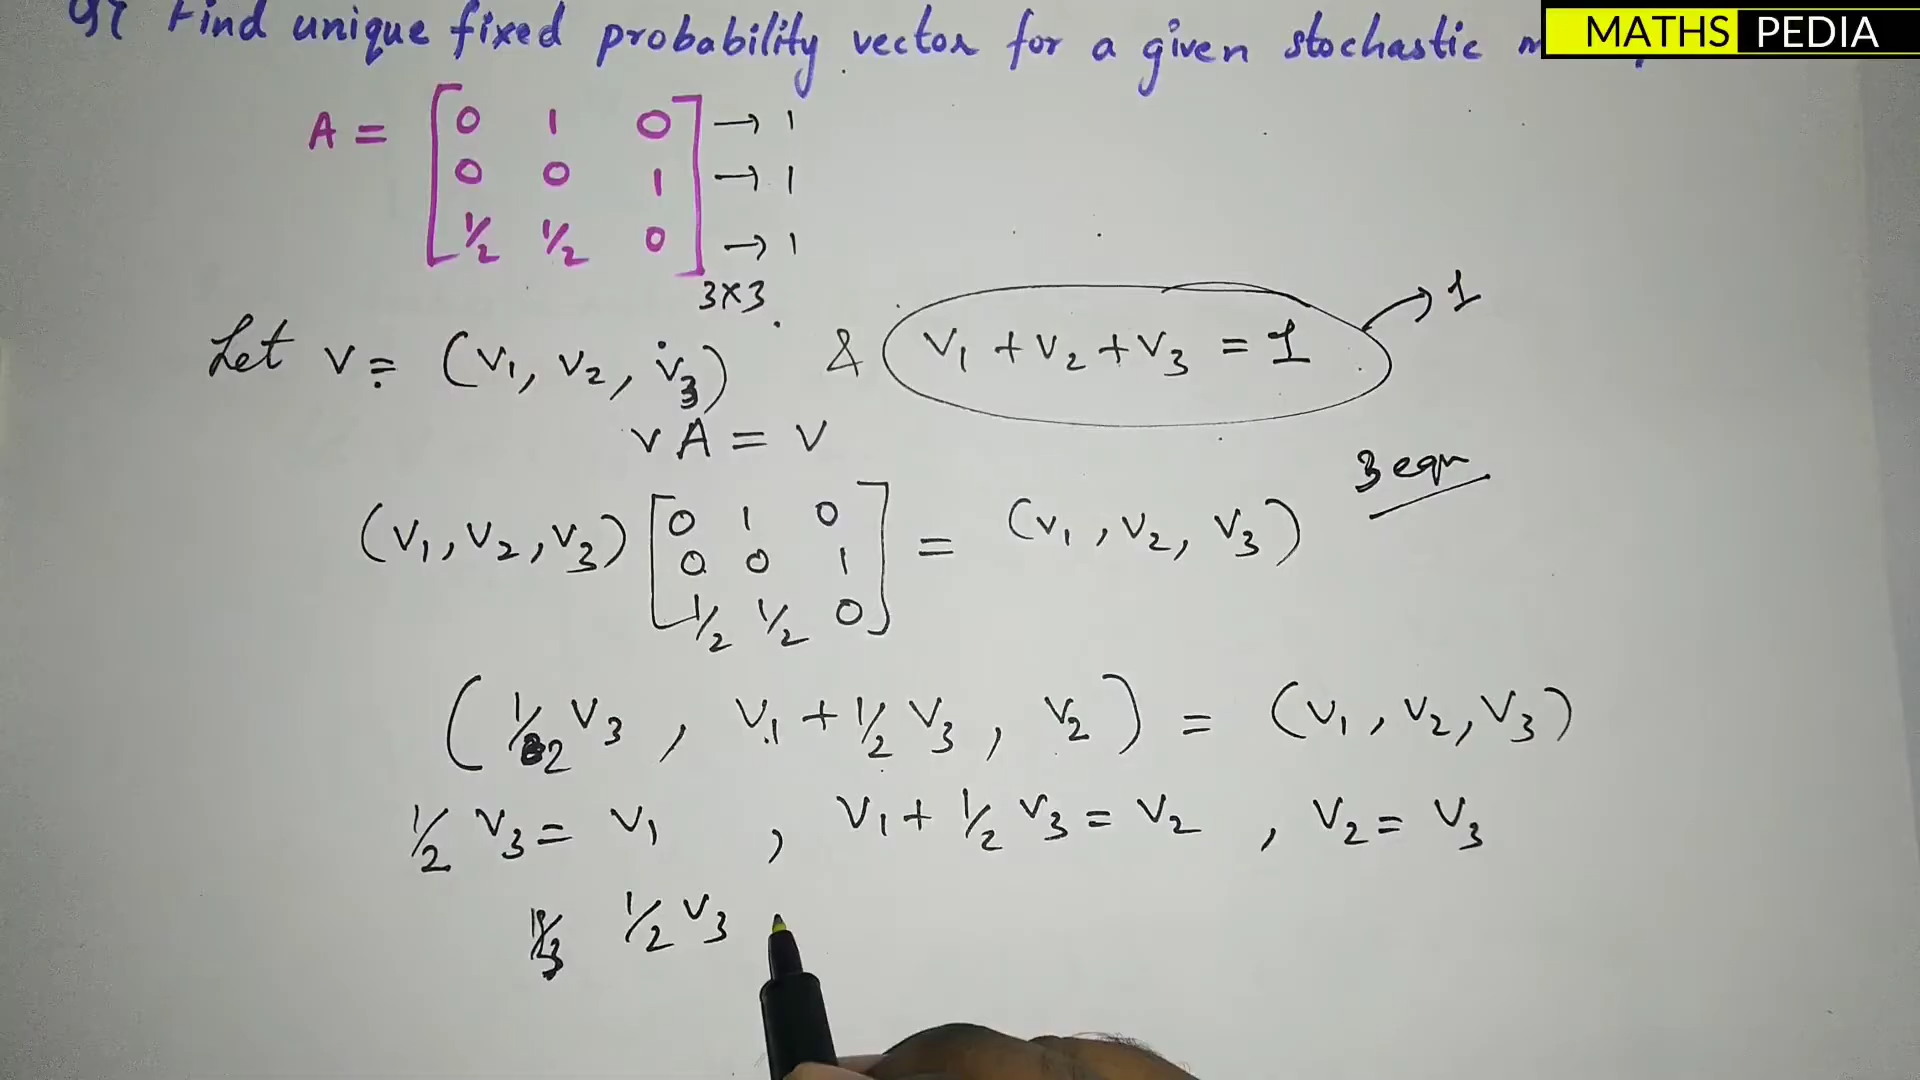 Find unique fixed probability vector for a given stochastic
MATHS PEDIA
A = [0 1 0] → 1
[0 0 1] → 1
[1/2 1/2 0] → 1
3×3
Let v = (v₁, v₂, v₃) & v₁ + v₂ + v₃ = 1 → 1
vA = v
3 eqn
(v₁, v₂, v₃) [0 1 0
0 0 1
1/2 1/2 0] = (v₁, v₂, v₃)
(1/2 v₃, v₁ + 1/2 v₃, v₂) = (v₁, v₂, v₃)
1/2 v₃ = v₁ , v₁ + 1/2 v₃ = v₂ , v₂ = v₃
1/2 v₃